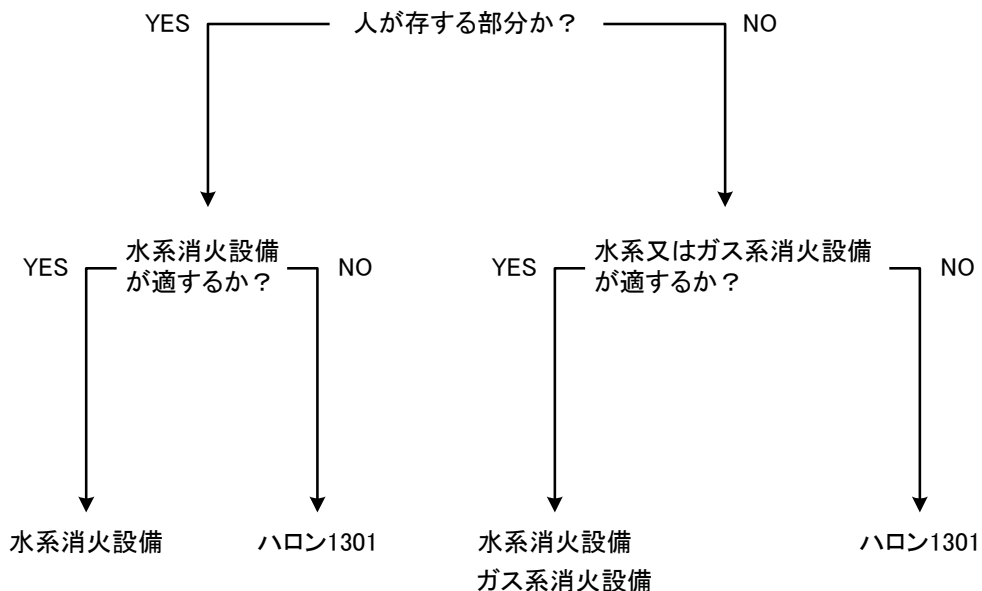 YES 人が存する部分か？ NO
YES 水系消火設備 NO
が適するか？
YES 水系又はガス系消火設備 NO
が適するか？
水系消火設備 ハロン1301 水系消火設備 ハロン1301
ガス系消火設備